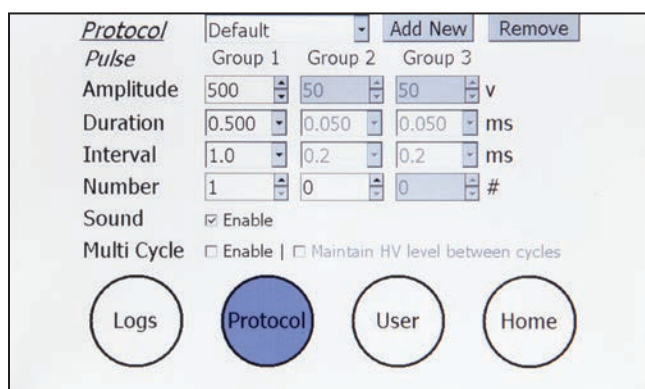 Protocol Default Add New Remove
Pulse Group 1 Group 2 Group 3
Amplitude 500 50 50 v
Duration 0.500 0.050 0.050 ms
Interval 1.0 0.2 0.2 ms
Number 1 0 0 #
Sound Enable
Multi Cycle Enable | Maintain HV level between cycles
Logs Protocol User Home